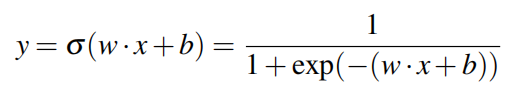 y = σ(w·x+b) = 1 / (1 + exp(−(w·x+b)))